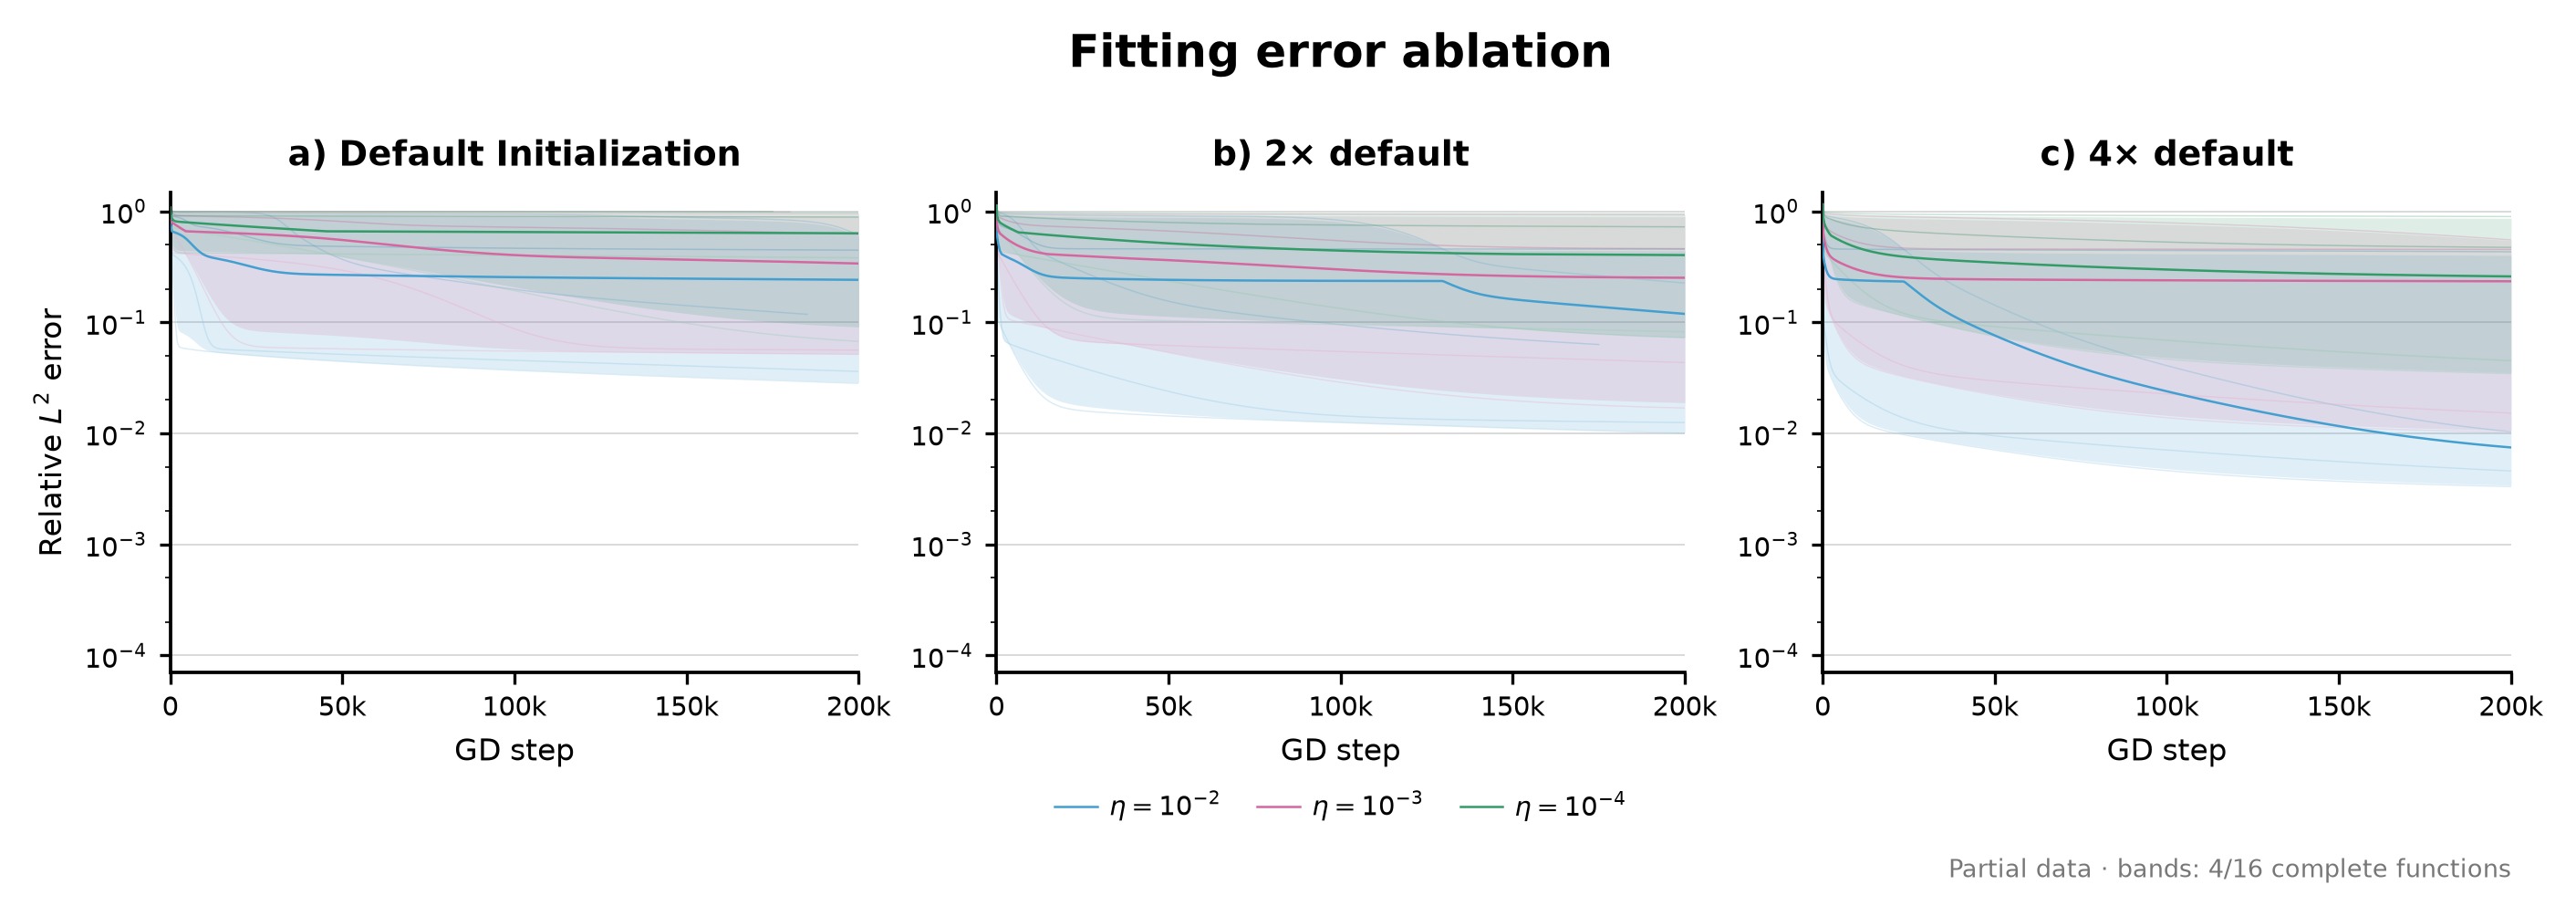 Fitting error ablation
a) Default Initialization
b) 2× default
c) 4× default
Relative L² error
10⁰
10⁻¹
10⁻²
10⁻³
10⁻⁴
0 50k 100k 150k 200k
GD step
10⁰
10⁻¹
10⁻²
10⁻³
10⁻⁴
0 50k 100k 150k 200k
GD step
10⁰
10⁻¹
10⁻²
10⁻³
10⁻⁴
0 50k 100k 150k 200k
GD step
η = 10⁻² η = 10⁻³ η = 10⁻⁴
Partial data · bands: 4/16 complete functions